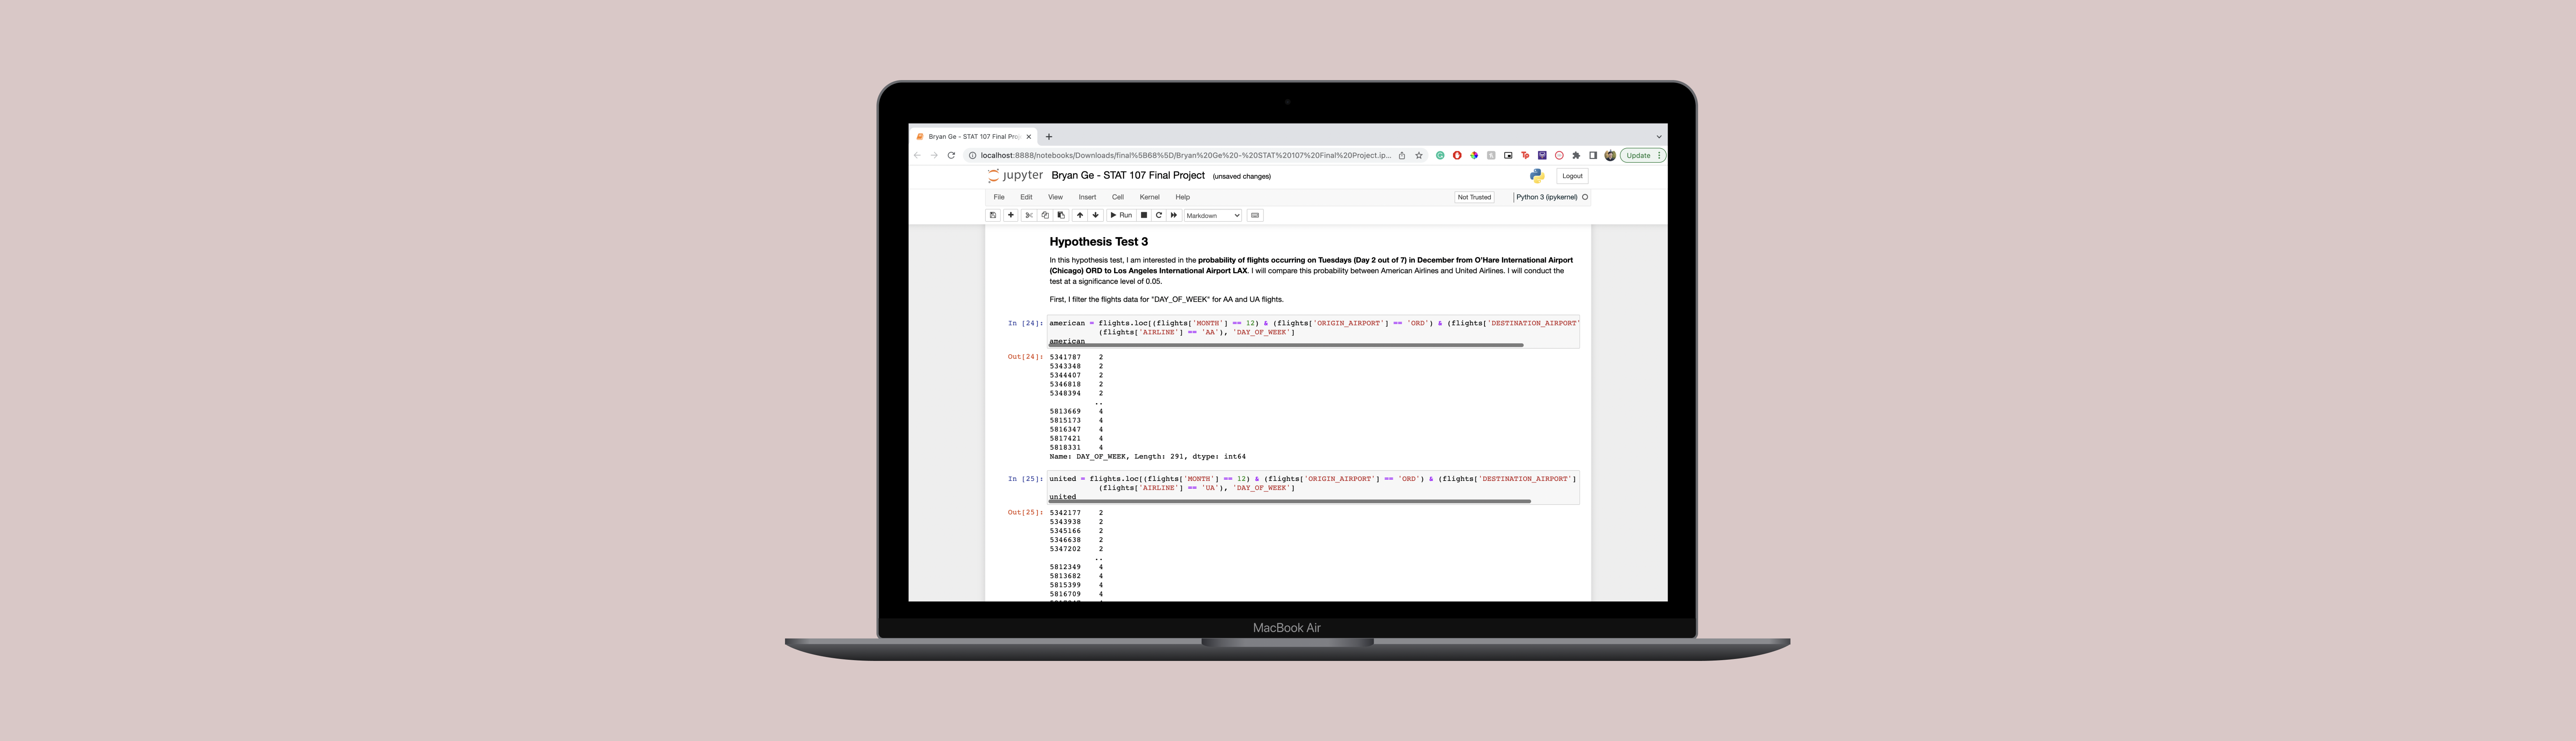 Bryan Ge - STAT 107 Final Pro
localhost:8888/notebooks/Downloads/final%5B68%5D/Bryan%20Ge%20-%20STAT%20107%20Final%20Project.ip...
Update
jupyter Bryan Ge - STAT 107 Final Project (unsaved changes)
Logout
File Edit View Insert Cell Kernel Help
Not Trusted
Python 3 (ipykernel)
Run
Markdown
Hypothesis Test 3
In this hypothesis test, I am interested in the probability of flights occurring on Tuesdays (Day 2 out of 7) in December from O'Hare International Airport
(Chicago) ORD to Los Angeles International Airport LAX. I will compare this probability between American Airlines and United Airlines. I will conduct the
test at a significance level of 0.05.
First, I filter the flights data for "DAY_OF_WEEK" for AA and UA flights.
In [24]: american = flights.loc[(flights['MONTH'] == 12) & (flights['ORIGIN_AIRPORT'] == 'ORD') & (flights['DESTINATION_AIRPORT'
(flights['AIRLINE'] == 'AA'), 'DAY_OF_WEEK']
american
Out[24]: 5341787 2
5343348 2
5344407 2
5346818 2
5348394 2
..
5813669 4
5815173 4
5816347 4
5817421 4
5818331 4
Name: DAY_OF_WEEK, Length: 291, dtype: int64
In [25]: united = flights.loc[(flights['MONTH'] == 12) & (flights['ORIGIN_AIRPORT'] == 'ORD') & (flights['DESTINATION_AIRPORT']
(flights['AIRLINE'] == 'UA'), 'DAY_OF_WEEK']
united
Out[25]: 5342177 2
5343938 2
5345166 2
5346638 2
5347202 2
..
5812349 4
5813682 4
5815399 4
5816709 4
MacBook Air